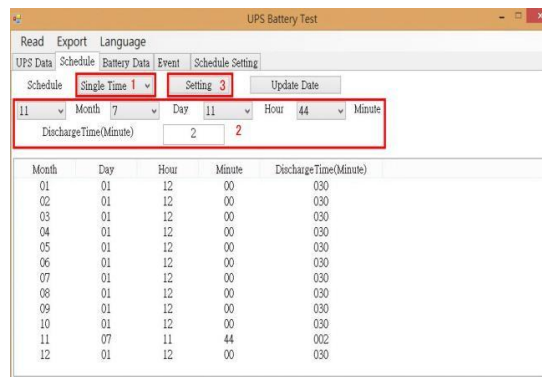 UPS Battery Test
Read Export Language
UPS Data Schedule Battery Data Event Schedule Setting
Schedule Single Time 1 Setting 3 Update Date
11 Month 7 Day 11 Hour 44 Minute
DischargeTime(Minute) 2 2
Month Day Hour Minute DischargeTime(Minute)
01 01 12 00 030
02 01 12 00 030
03 01 12 00 030
04 01 12 00 030
05 01 12 00 030
06 01 12 00 030
07 01 12 00 030
08 01 12 00 030
09 01 12 00 030
10 01 12 00 030
11 07 11 44 002
12 01 12 00 030